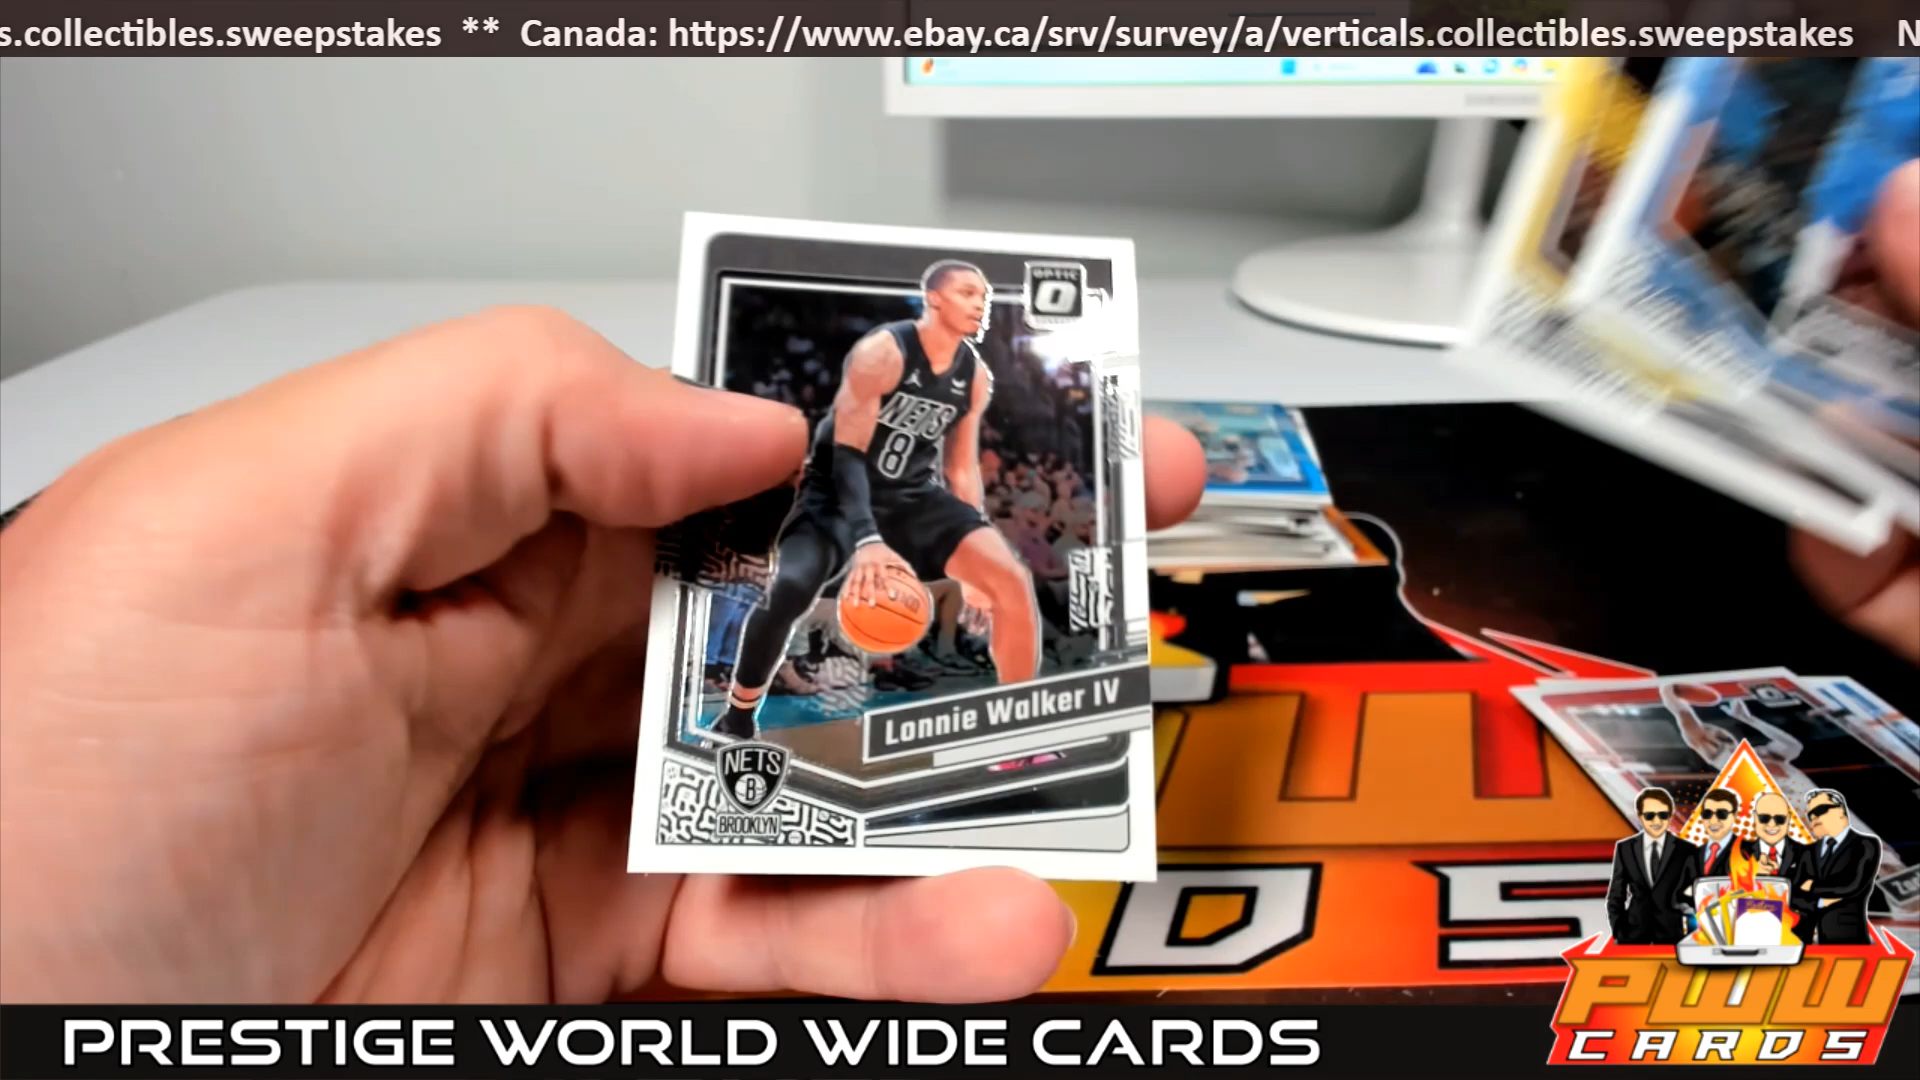 s.collectibles.sweepstakes ** Canada: https://www.ebay.ca/srv/survey/a/verticals.collectibles.sweepstakes N
OPTIC
O
NETS
8
Lonnie Walker IV
NETS
B
BROOKLYN
DS
PWW
CARDS
PRESTIGE WORLD WIDE CARDS